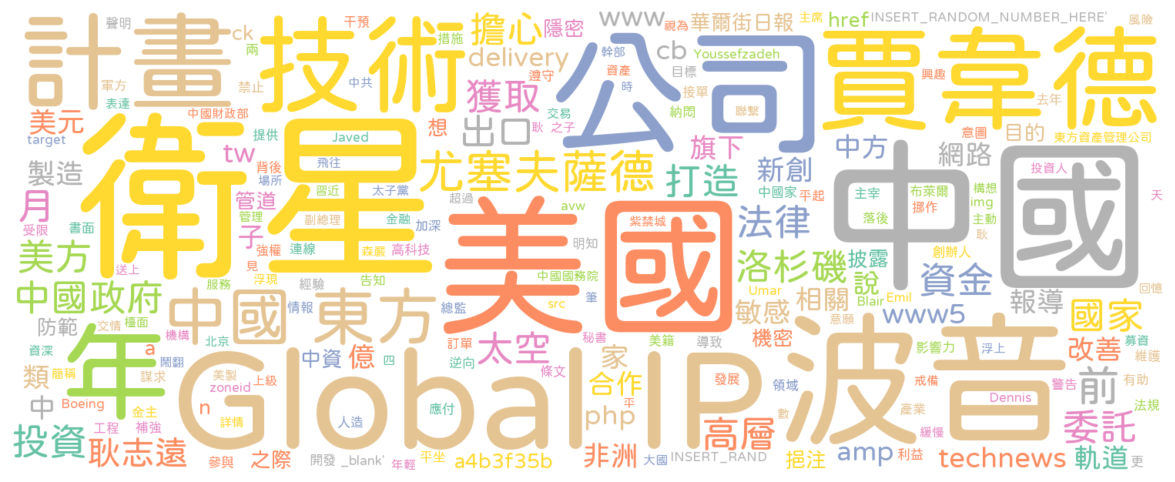 計畫
聲明
軍方
表達
中國財政部
禁止
ck
兩
干預
措施
中共
技術
擔心
delivery
隱密
遵守
獲取
出口
想
交易
耿
之子
www
幹部
視為
資產
時
cb
Youssefzadeh
目標
接單
納悶
聯繫
公司
華爾街日報
主席
href
INSERT_RANDOM_NUMBER_HERE'
風險
賈韋德
興趣
去年
意圖
目的
東方資產管理公司
美元
target
衛星
提供
Javed
tw
背後
場所
飛往
習近
太子黨
管道
管理
副總理
金融
加深
子
強權
連線
森嚴
高科技
見
浮現
告知
服務
經驗
製造
月
受限
畫面
美方
送上
中國政府
尤塞夫薩德
打造
旗下
新創
中國家
平起
中方
網路
主宰
布萊爾
挪作
落後
構想
img
主動
耿
投資人
天
超過
avw
明知
紫禁城
中國國務院
筆
src
法律
洛杉磯
披露
說
創辦人
Umar
Blair
Emil
資金
回憶
美國
中國
中國東方
情報
總監
防範
交情
檯面
機構
北京
資深
鬧翻
簡稱
謀求
年
類
a
中
Boeing
金主
工程
補強
美製
zoneid
上級
n
詳情
人造
中資
億
四
訂單
逆向
太空
秘書
美籍
條文
導致
家
敏感
相關
機密
意願
www5
報導
國家
影響力
浮上
募資
改善
維護
有助
Global IP
波音
發展
領域
戒備
前
警告
Dennis
法規
合作
平
數
產業
應付
php
高層
緩慢
委託
投資
耿志遠
參與
之際
開發
_blank'
年輕
平坐
a4b3f35b
非洲
大國
INSERT_RAND
挹注
amp
利益
technews
軌道
更